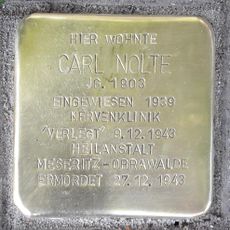 HIER WOHNTE
CARL NOLTE
JG. 1903
EINGEWIESEN 1939
NERVENKLINIK
"VERLEGT" 9.12.1943
HEILANSTALT
MESERITZ-OBRAWALDE
ERMORDET 27.12.1943